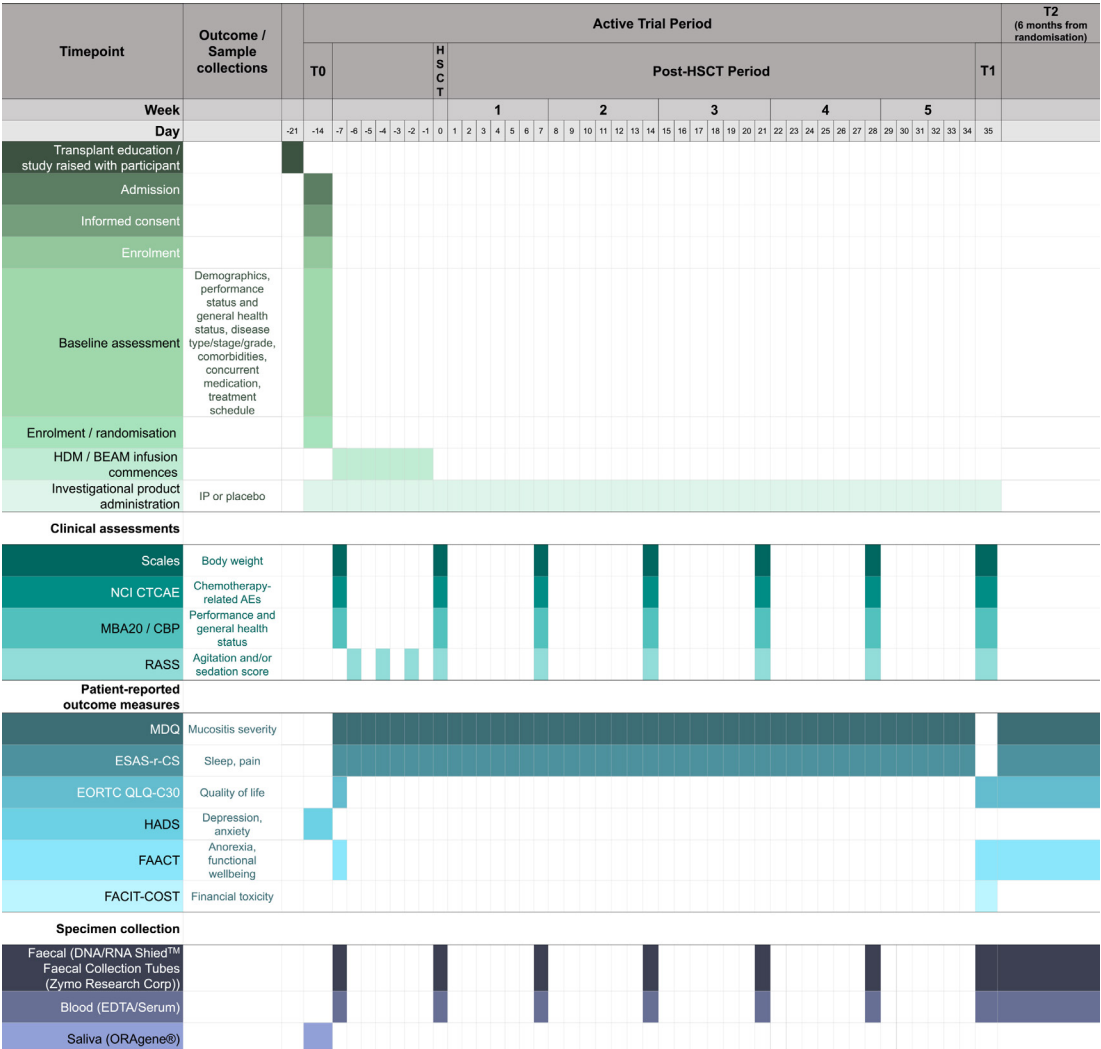 Timepoint
Outcome /
Sample
collections
Active Trial Period
T2
(6 months from
randomisation)
T0
H
S
C
T
Post-HSCT Period
T1
Week
1 2 3 4 5
Day
-21 -14 -7 -6 -5 -4 -3 -2 -1 0 1 2 3 4 5 6 7 8 9 10 11 12 13 14 15 16 17 18 19 20 21 22 23 24 25 26 27 28 29 30 31 32 33 34 35
Transplant education /
study raised with participant
Admission
Informed consent
Enrolment
Baseline assessment
Demographics,
performance
status and
general health
status, disease
type/stage/grade,
comorbidities,
concurrent
medication,
treatment
schedule
Enrolment / randomisation
HDM / BEAM infusion
commences
Investigational product
administration
IP or placebo
Clinical assessments
Scales
Body weight
NCI CTCAE
Chemotherapy-
related AEs
MBA20 / CBP
Performance and
general health
status
RASS
Agitation and/or
sedation score
Patient-reported
outcome measures
MDQ
Mucositis severity
ESAS-r-CS
Sleep, pain
EORTC QLQ-C30
Quality of life
HADS
Depression,
anxiety
FAACT
Anorexia,
functional
wellbeing
FACIT-COST
Financial toxicity
Specimen collection
Faecal (DNA/RNA Shied™
Faecal Collection Tubes
(Zymo Research Corp))
Blood (EDTA/Serum)
Saliva (ORAgene®)